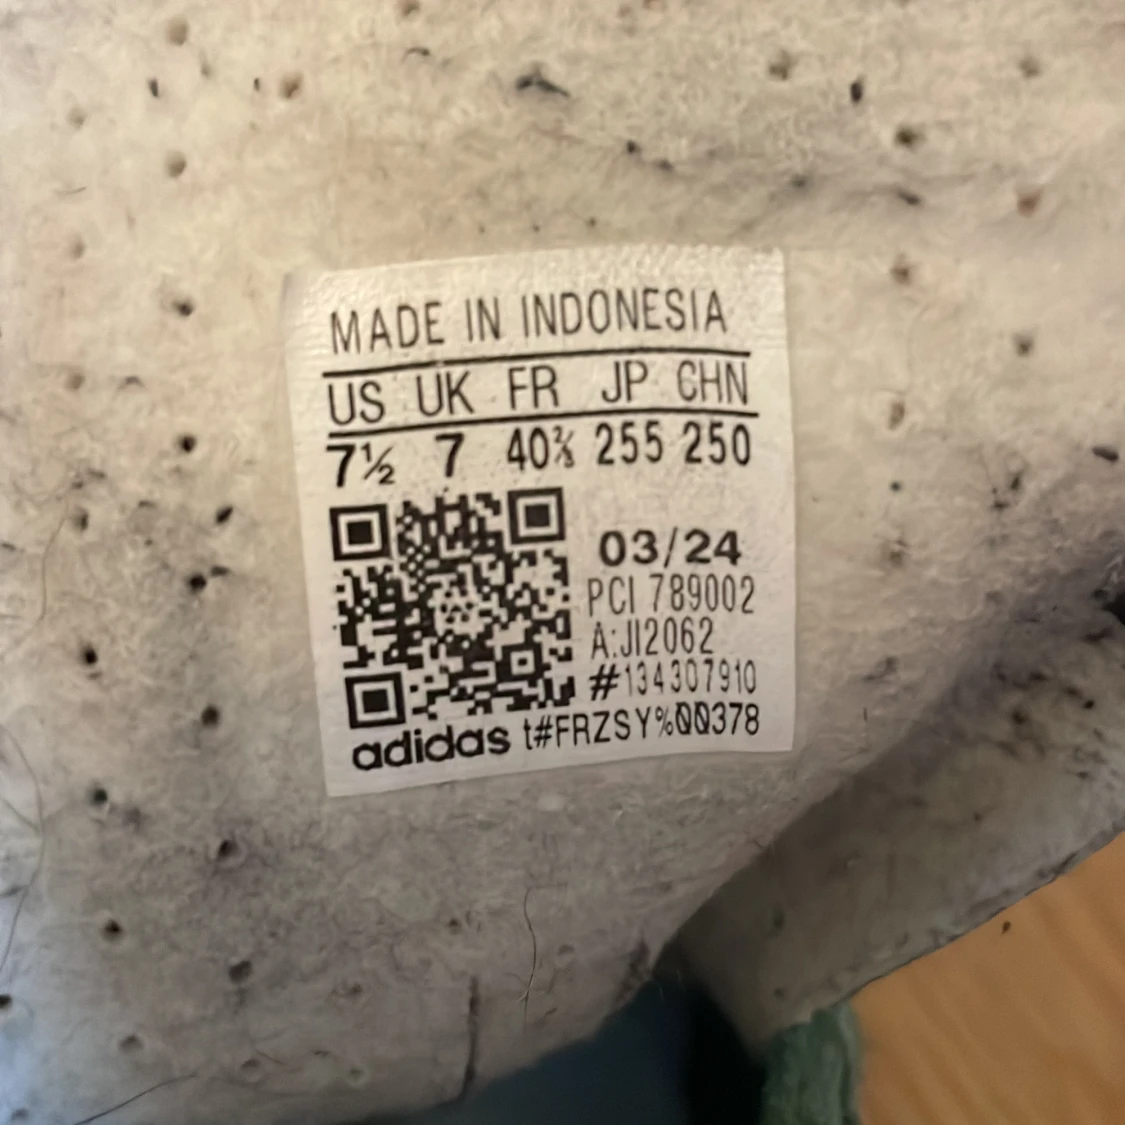 MADE IN INDONESIA
US UK FR JP CHN
7½ 7 40⅔ 255 250
03/24
PCI 789002
A:JI2062
#134307910
adidas t#FRZSY%00378